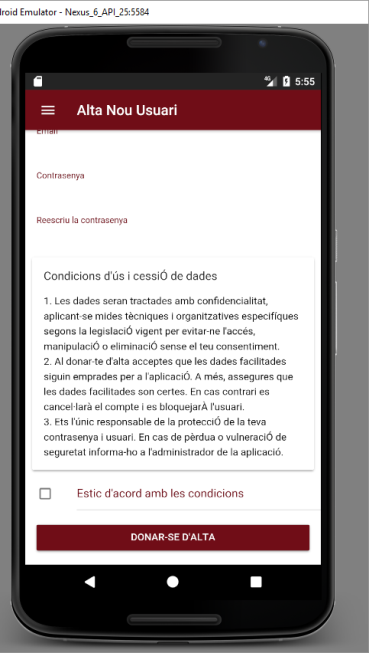 droid Emulator - Nexus_6_API_25:5584
4G 5:55
Alta Nou Usuari
Email
Contrasenya
Reescriu la contrasenya
Condicions d'ús i cessiÓ de dades
1. Les dades seran tractades amb confidencialitat,
aplicant-se mides tècniques i organitzatives específiques
segons la legislaciÓ vigent per evitar-ne l'accés,
manipulaciÓ o eliminaciÓ sense el teu consentiment.
2. Al donar-te d'alta acceptes que les dades facilitades
siguin emprades per a l'aplicaciÓ. A més, assegures que
les dades facilitades son certes. En cas contrari es
cancel·larà el compte i es bloquejarÀ l'usuari.
3. Ets l'únic responsable de la protecciÓ de la teva
contrasenya i usuari. En cas de pèrdua o vulneraciÓ de
seguretat informa-ho a l'administrador de la aplicaciÓ.
Estic d'acord amb les condicions
DONAR-SE D'ALTA